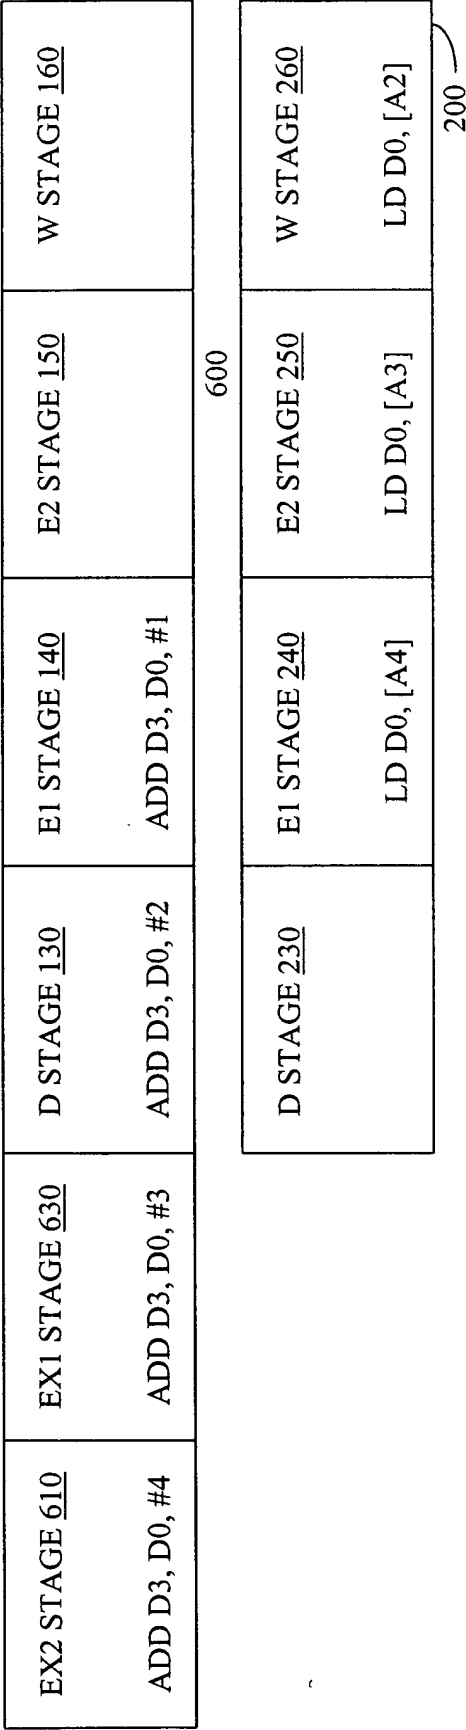 EX2 STAGE 610
ADD D3, D0, #4
EX1 STAGE 630
ADD D3, D0, #3
D STAGE 130
ADD D3, D0, #2
E1 STAGE 140
ADD D3, D0, #1
E2 STAGE 150
W STAGE 160
600
D STAGE 230
E1 STAGE 240
LD D0, [A4]
E2 STAGE 250
LD D0, [A3]
W STAGE 260
LD D0, [A2]
200